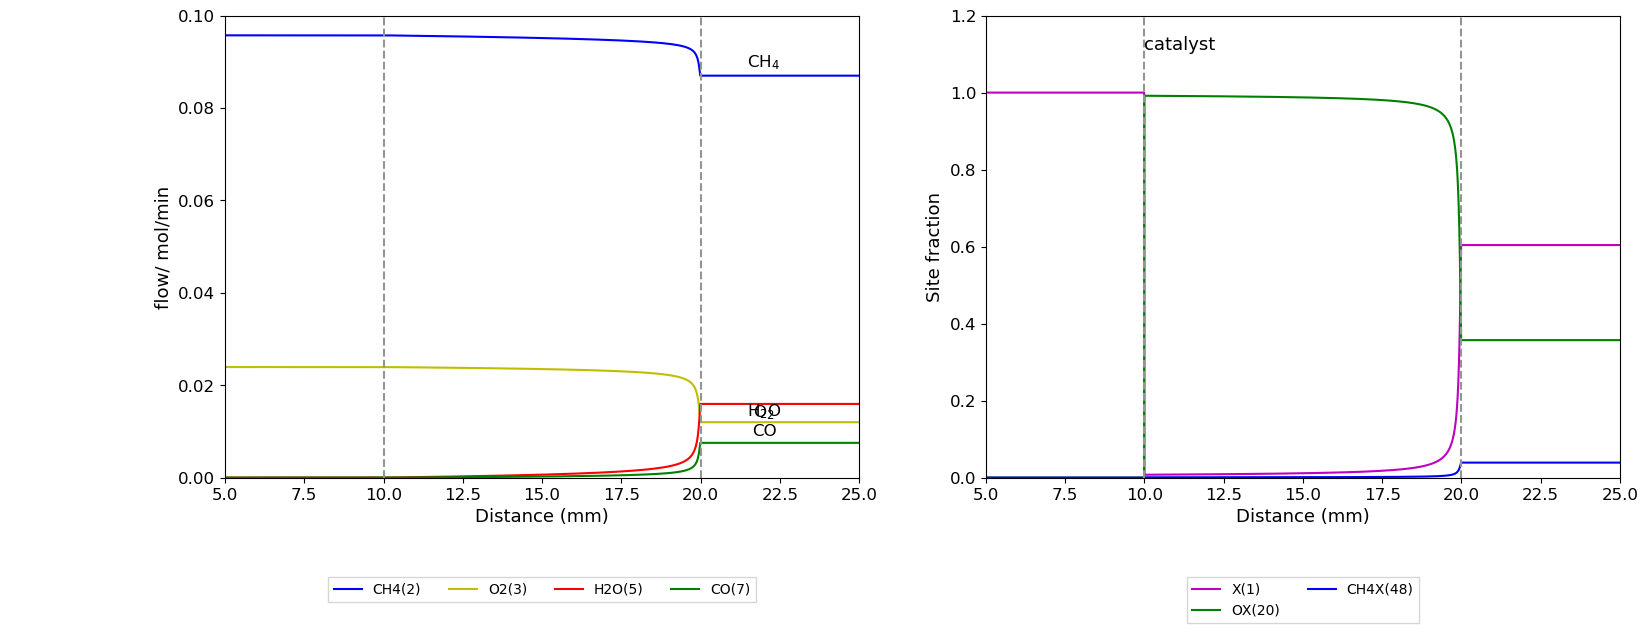 0.10
0.08
0.06
0.04
0.02
0.00
flow/ mol/min
CH₄
H₂O
O₂
CO
5.0 7.5 10.0 12.5 15.0 17.5 20.0 22.5 25.0
Distance (mm)
CH4(2) O2(3) H2O(5) CO(7)
1.2
1.0
0.8
0.6
0.4
0.2
0.0
Site fraction
catalyst
5.0 7.5 10.0 12.5 15.0 17.5 20.0 22.5 25.0
Distance (mm)
X(1) CH4X(48)
OX(20)